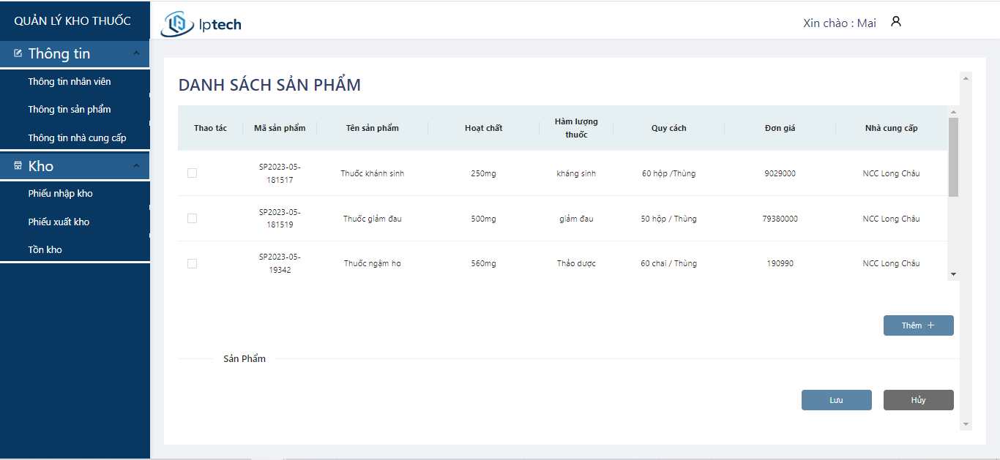 QUẢN LÝ KHO THUỐC
Iptech
Xin chào : Mai
Thông tin
Thông tin nhân viên
Thông tin sản phẩm
Thông tin nhà cung cấp
Kho
Phiếu nhập kho
Phiếu xuất kho
Tồn kho
DANH SÁCH SẢN PHẨM
Thao tác Mã sản phẩm Tên sản phẩm Hoạt chất Hàm lượng thuốc Quy cách Đơn giá Nhà cung cấp
SP2023-05-181517 Thuốc khánh sinh 250mg kháng sinh 60 hộp /Thùng 9029000 NCC Long Châu
SP2023-05-181519 Thuốc giảm đau 500mg giảm đau 50 hộp / Thùng 79380000 NCC Long Châu
SP2023-05-19342 Thuốc ngậm ho 560mg Thảo dược 60 chai / Thùng 190990 NCC Long Châu
Thêm +
Sản Phẩm
Lưu Hủy